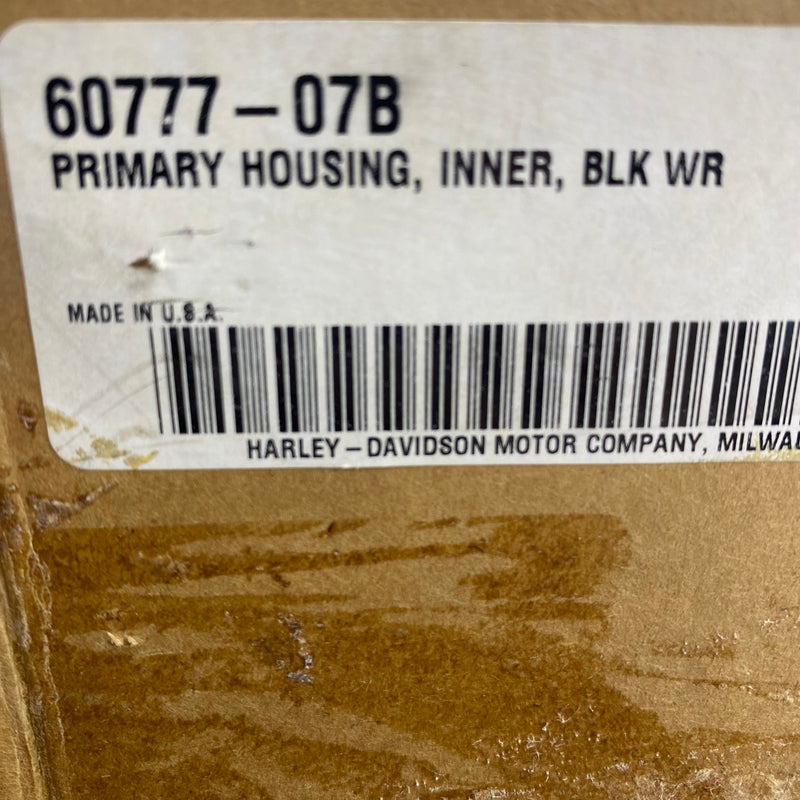 60777-07B
PRIMARY HOUSING, INNER, BLK WR
MADE IN U.S.A.
HARLEY-DAVIDSON MOTOR COMPANY,